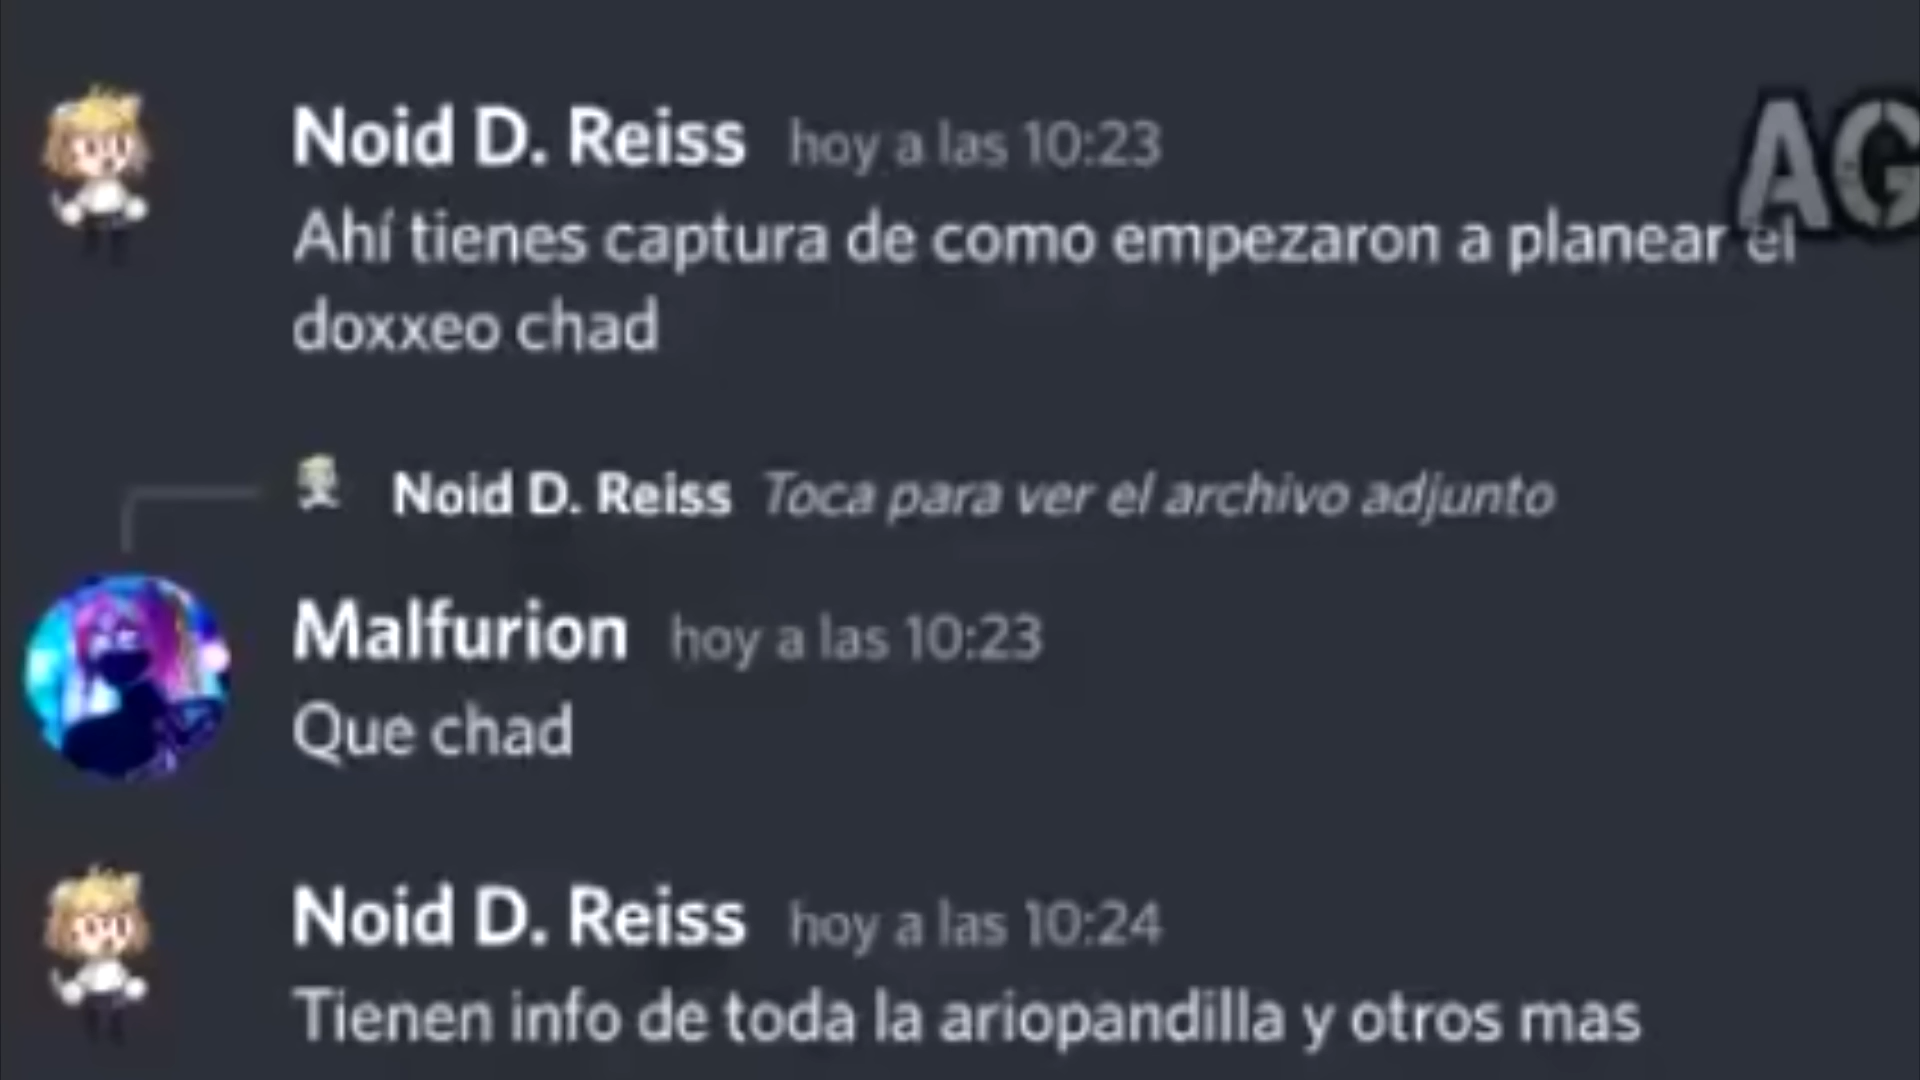 Noid D. Reiss hoy a las 10:23
AG
Ahí tienes captura de como empezaron a planear el
doxxeo chad
Noid D. Reiss Toca para ver el archivo adjunto
Malfurion hoy a las 10:23
Que chad
Noid D. Reiss hoy a las 10:24
Tienen info de toda la ariopandilla y otros mas